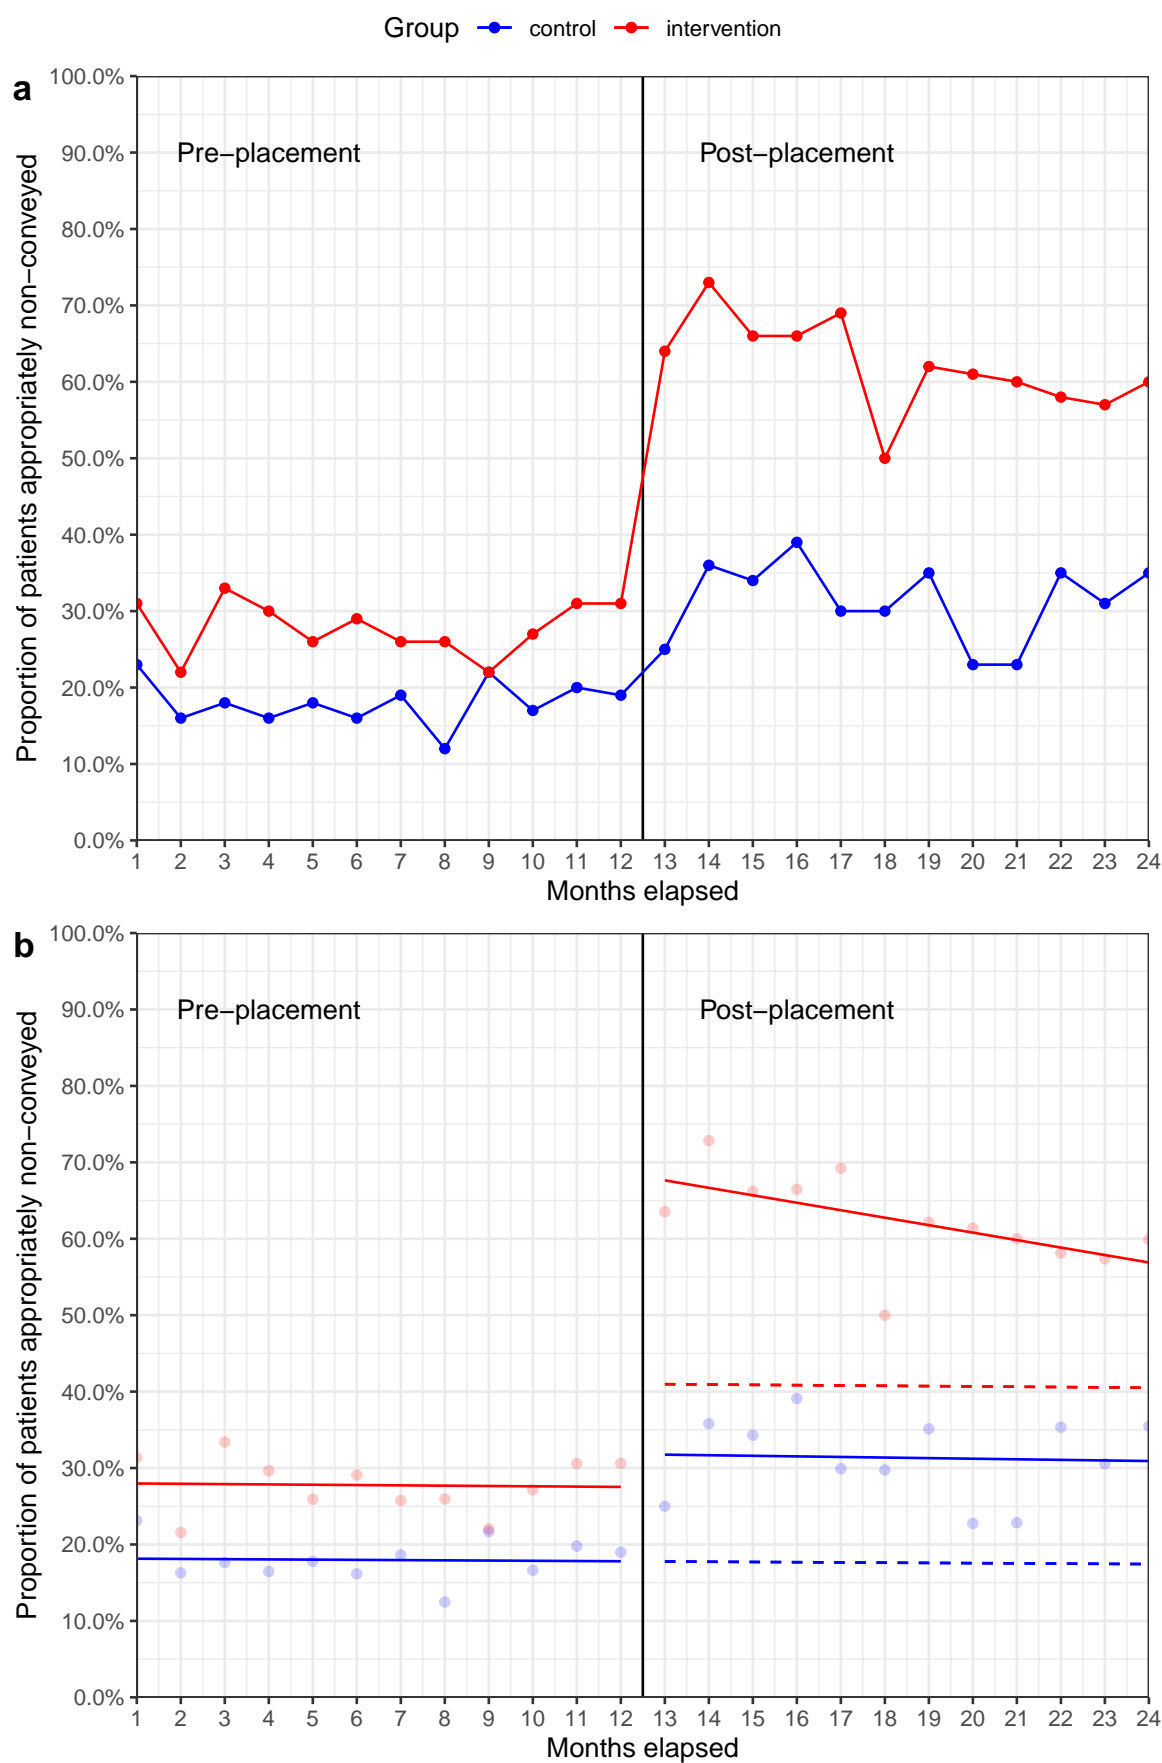 Group control intervention
a
Proportion of patients appropriately non−conveyed
100.0%
90.0%
80.0%
70.0%
60.0%
50.0%
40.0%
30.0%
20.0%
10.0%
0.0%
Pre−placement Post−placement
1 2 3 4 5 6 7 8 9 10 11 12 13 14 15 16 17 18 19 20 21 22 23 24
Months elapsed
b
Proportion of patients appropriately non−conveyed
100.0%
90.0%
80.0%
70.0%
60.0%
50.0%
40.0%
30.0%
20.0%
10.0%
0.0%
Pre−placement Post−placement
1 2 3 4 5 6 7 8 9 10 11 12 13 14 15 16 17 18 19 20 21 22 23 24
Months elapsed